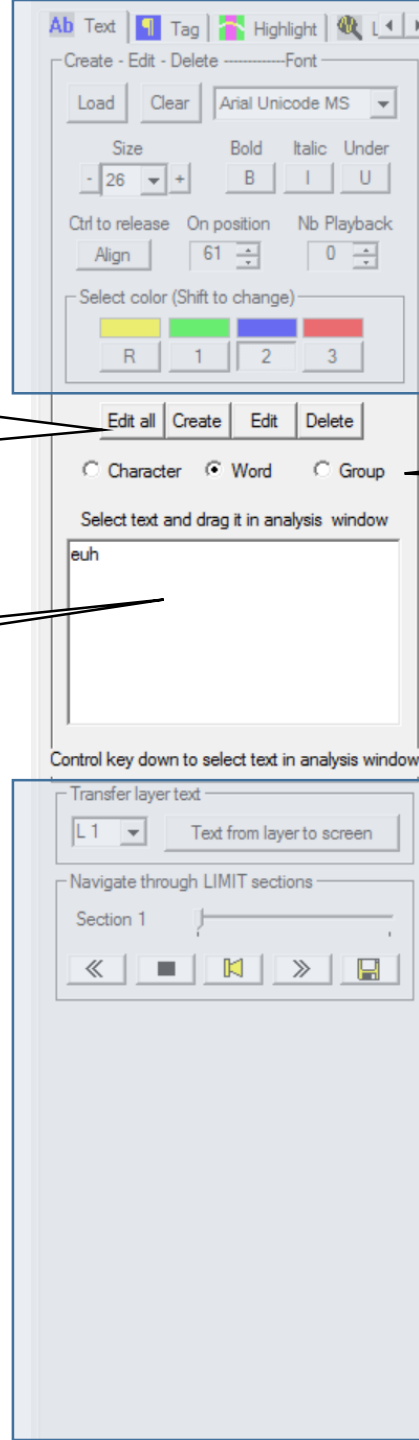 Ab Text ¶ Tag Highlight L
Create - Edit - Delete -------------Font
Load Clear Arial Unicode MS
Size Bold Italic Under
- 26 + B I U
Ctrl to release On position Nb Playback
Align 61 0
Select color (Shift to change)
R 1 2 3
Edit all Create Edit Delete
Character Word Group
Select text and drag it in analysis window
euh
Control key down to select text in analysis window
Transfer layer text
L 1 Text from layer to screen
Navigate through LIMIT sections
Section 1